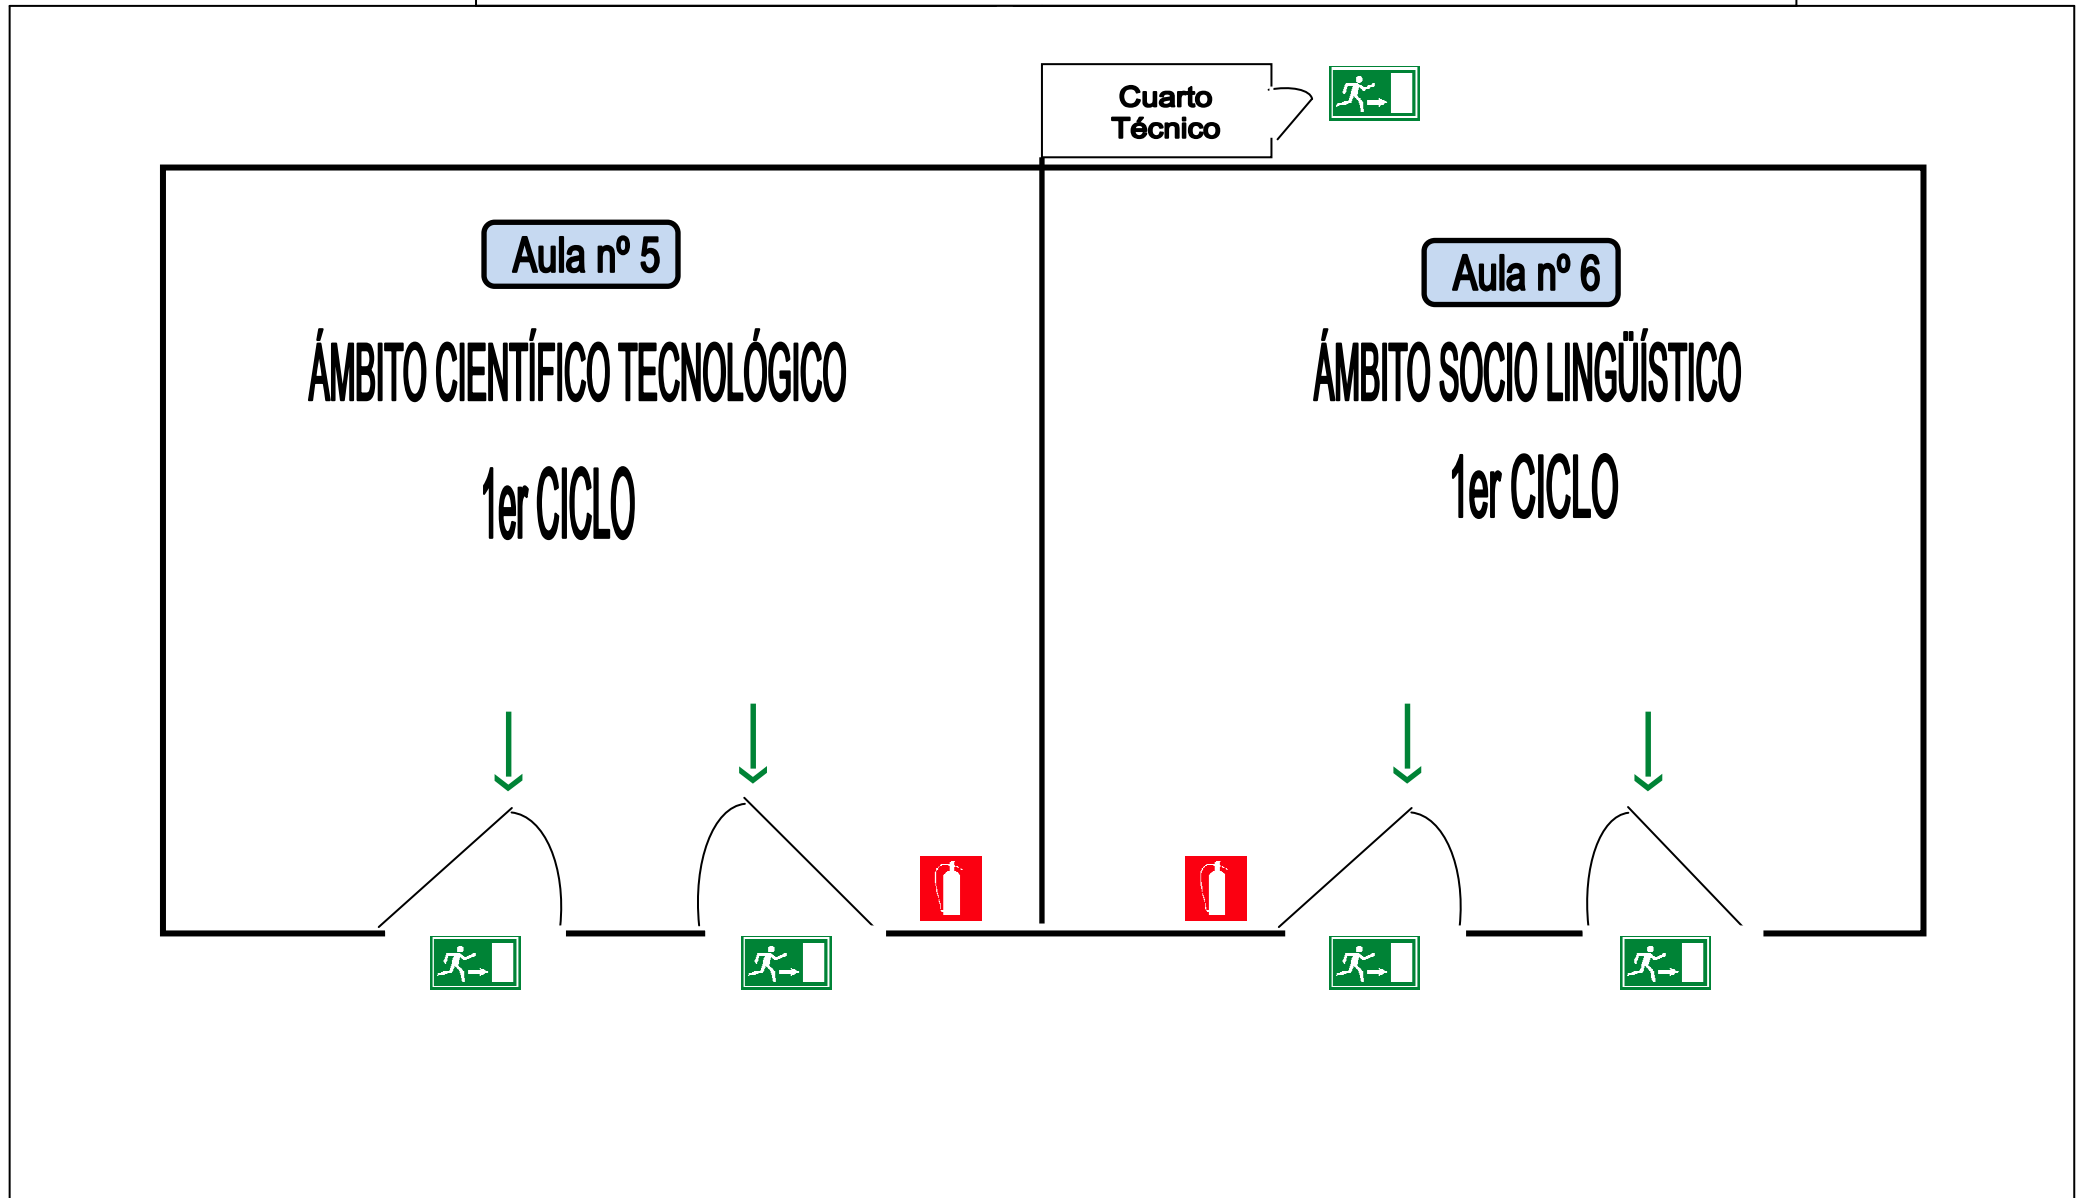 Cuarto
Técnico
Aula nº 5
ÁMBITO CIENTÍFICO TECNOLÓGICO
1er CICLO
Aula nº 6
ÁMBITO SOCIO LINGÜÍSTICO
1er CICLO